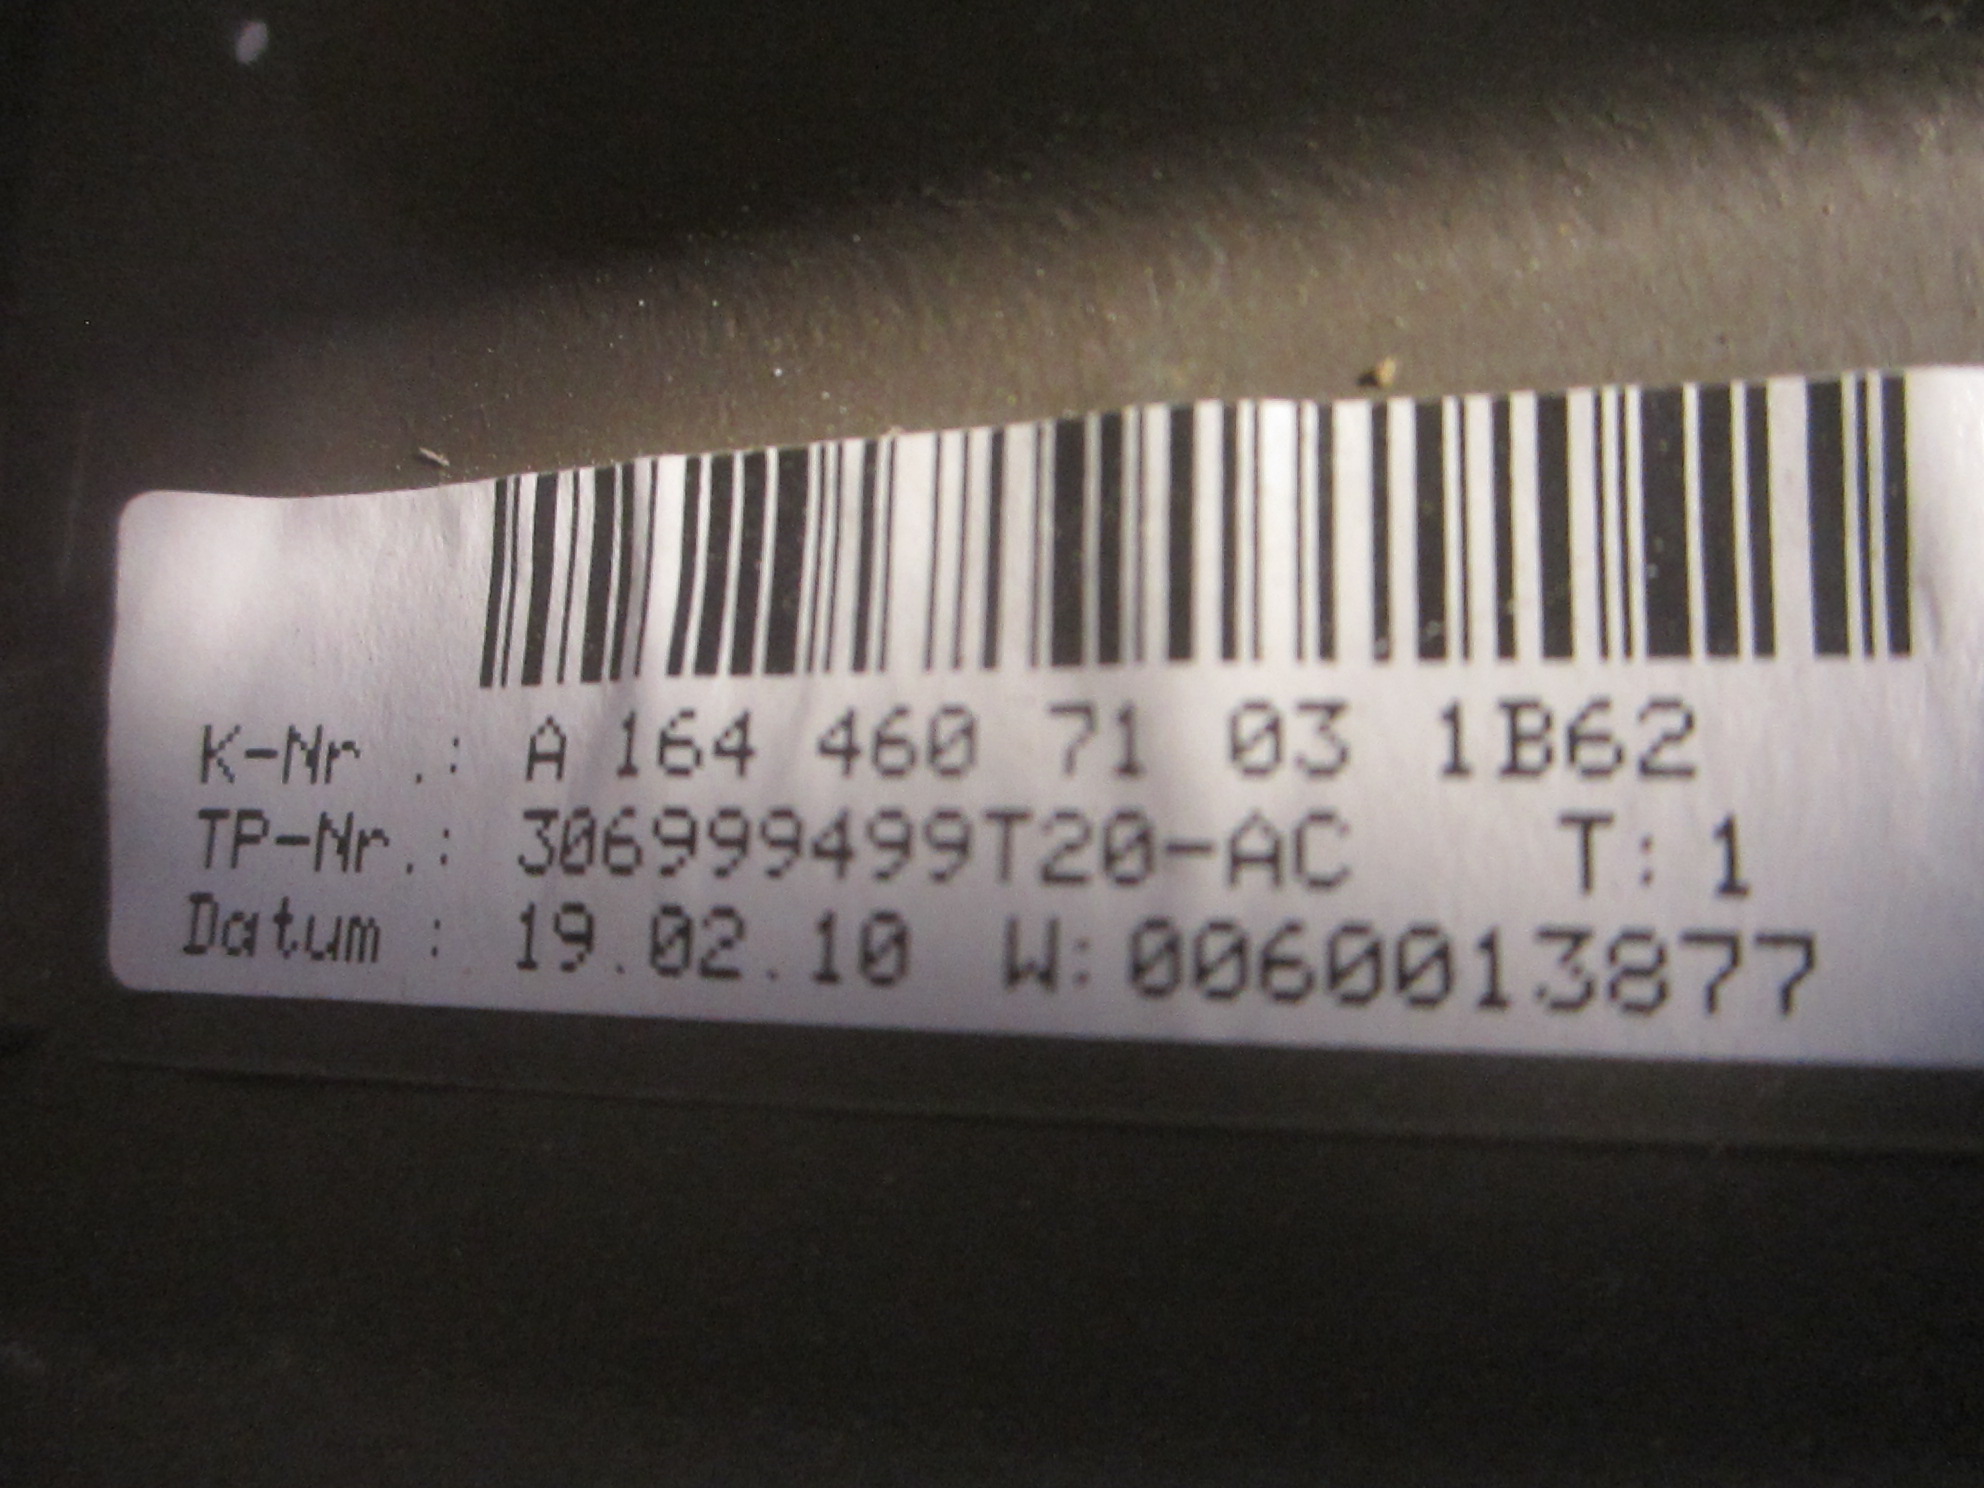 K-Nr .: A 164 460 71 03 1B62
TP-Nr.: 306999499T20-AC T: 1
Datum : 19.02.10 W:0060013877